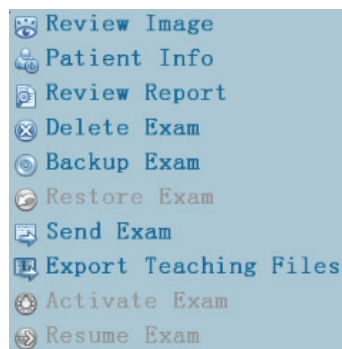 Review Image
Patient Info
Review Report
Delete Exam
Backup Exam
Restore Exam
Send Exam
Export Teaching Files
Activate Exam
Resume Exam